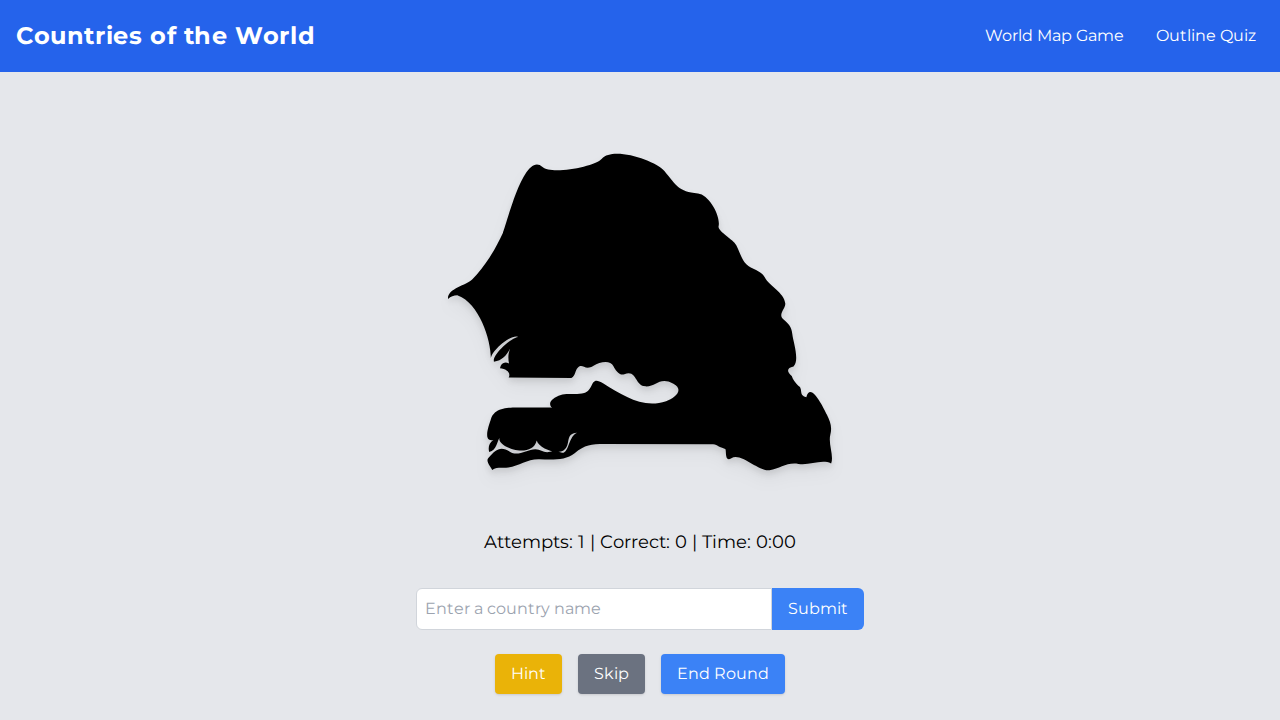 Countries of the World
World Map Game
Outline Quiz
Attempts: 1 | Correct: 0 | Time: 0:00
Enter a country name
Submit
Hint
Skip
End Round